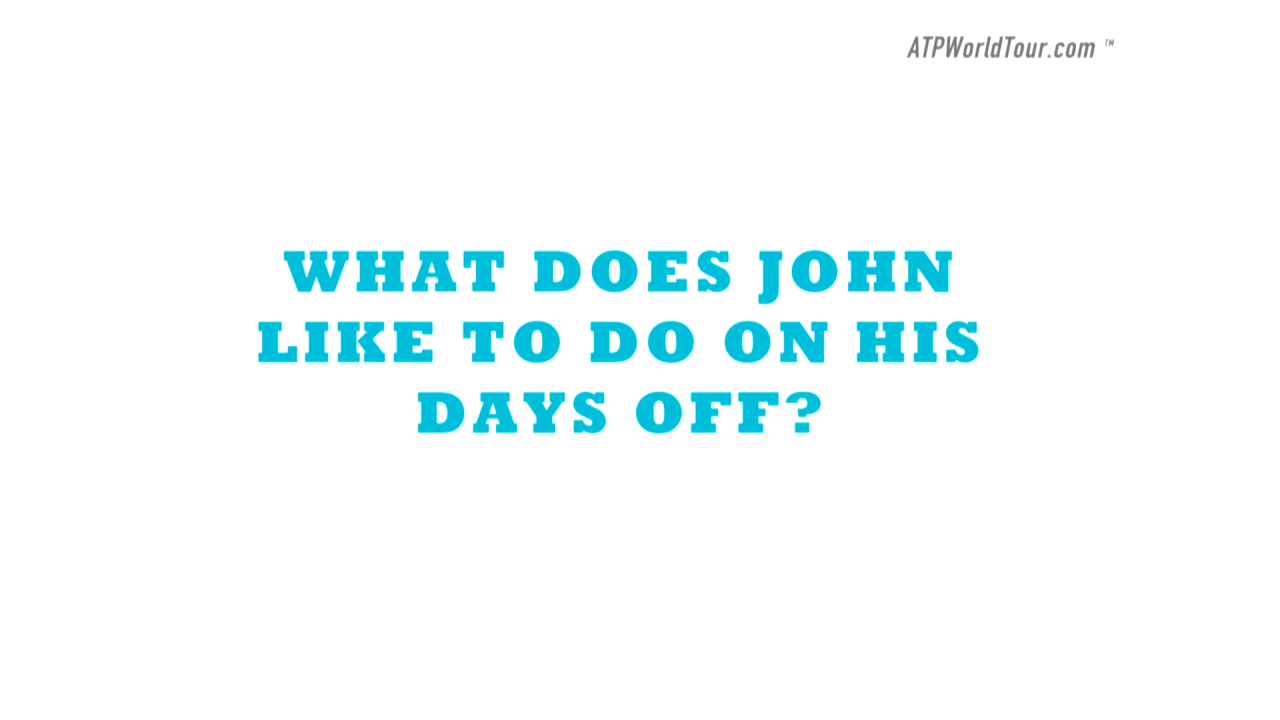 ATPWorldTour.com ™
WHAT DOES JOHN
LIKE TO DO ON HIS
DAYS OFF?